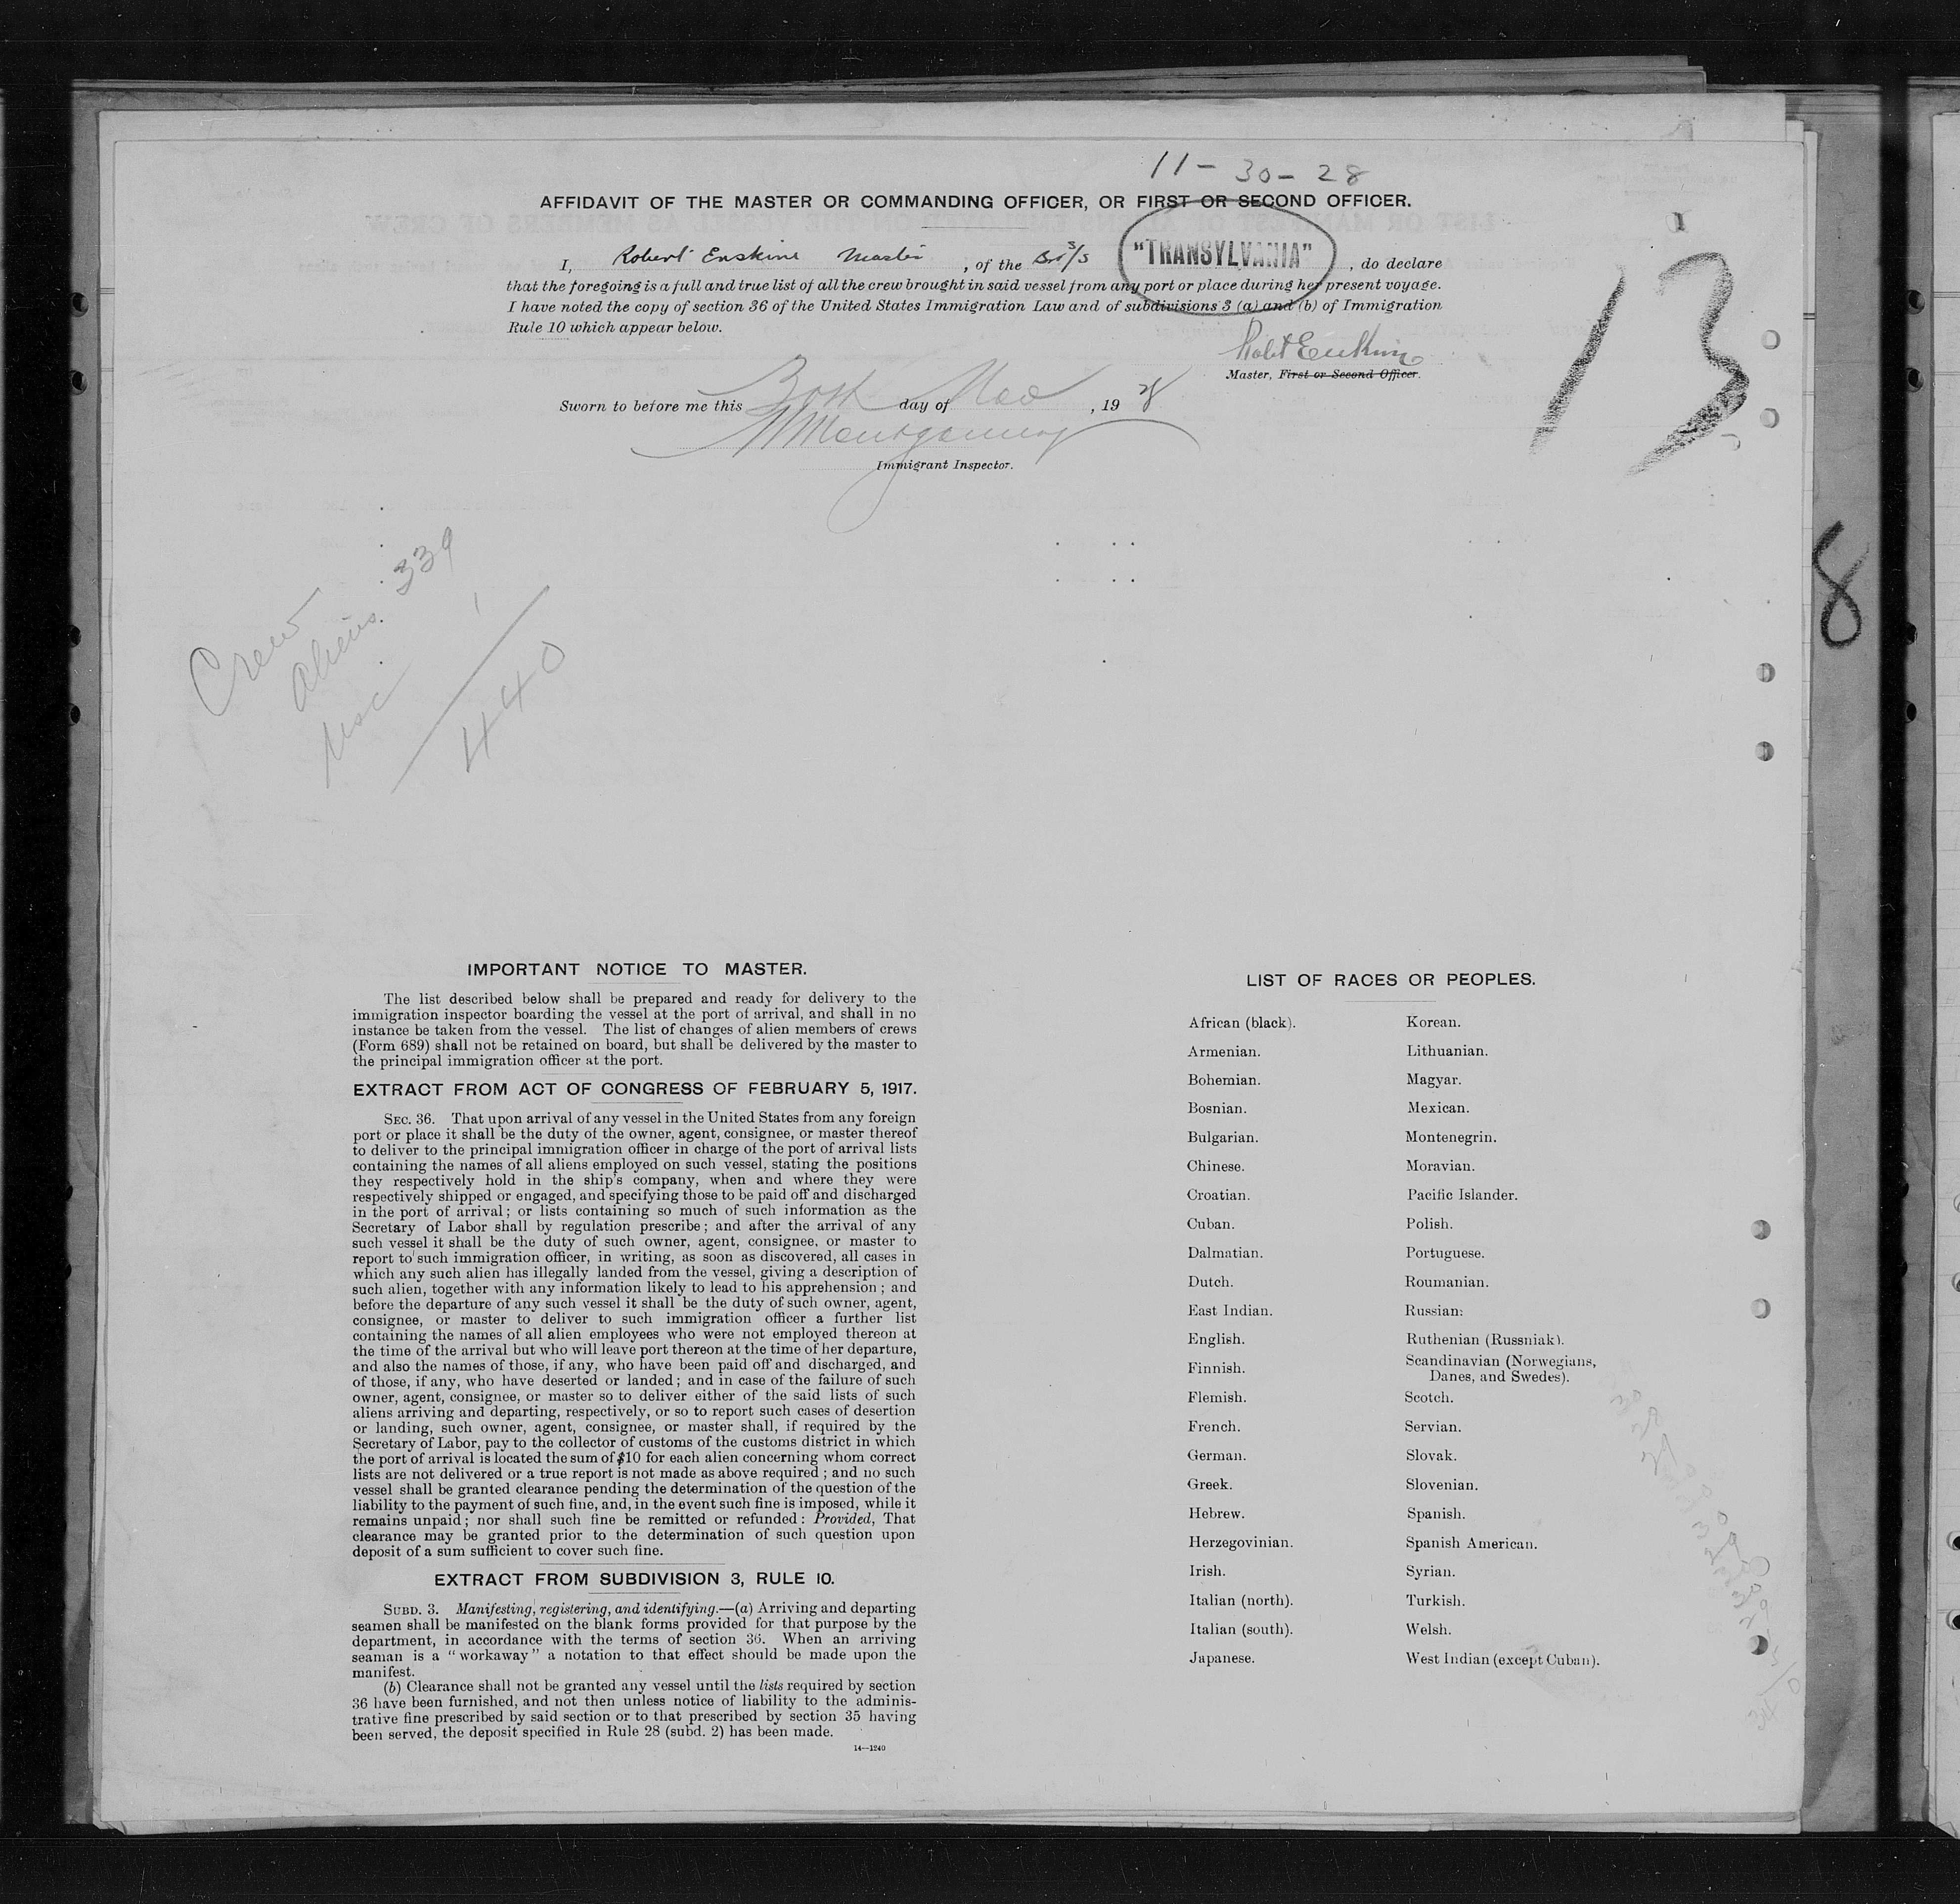 11-30-28
AFFIDAVIT OF THE MASTER OR COMMANDING OFFICER, OR FIRST OR SECOND OFFICER.
I, Robert Erskine Master, of the Br S/S "TRANSYLVANIA", do declare
that the foregoing is a full and true list of all the crew brought in said vessel from any port or place during her present voyage.
I have noted the copy of section 36 of the United States Immigration Law and of subdivisions 3 (a) and (b) of Immigration
Rule 10 which appear below.
Robt Erskine
Master, First or Second Officer.
Sworn to before me this 30th day of Nov, 1928
Montgomery
Immigrant Inspector.
13
8
Crew
aliens 339
usc 1
440
IMPORTANT NOTICE TO MASTER.
The list described below shall be prepared and ready for delivery to the
immigration inspector boarding the vessel at the port of arrival, and shall in no
instance be taken from the vessel. The list of changes of alien members of crews
(Form 689) shall not be retained on board, but shall be delivered by the master to
the principal immigration officer at the port.
EXTRACT FROM ACT OF CONGRESS OF FEBRUARY 5, 1917.
SEC. 36. That upon arrival of any vessel in the United States from any foreign
port or place it shall be the duty of the owner, agent, consignee, or master thereof
to deliver to the principal immigration officer in charge of the port of arrival lists
containing the names of all aliens employed on such vessel, stating the positions
they respectively hold in the ship's company, when and where they were
respectively shipped or engaged, and specifying those to be paid off and discharged
in the port of arrival; or lists containing so much of such information as the
Secretary of Labor shall by regulation prescribe; and after the arrival of any
such vessel it shall be the duty of such owner, agent, consignee, or master to
report to such immigration officer, in writing, as soon as discovered, all cases in
which any such alien has illegally landed from the vessel, giving a description of
such alien, together with any information likely to lead to his apprehension; and
before the departure of any such vessel it shall be the duty of such owner, agent,
consignee, or master to deliver to such immigration officer a further list
containing the names of all alien employees who were not employed thereon at
the time of the arrival but who will leave port thereon at the time of her departure,
and also the names of those, if any, who have been paid off and discharged, and
of those, if any, who have deserted or landed; and in case of the failure of such
owner, agent, consignee, or master so to deliver either of the said lists of such
aliens arriving and departing, respectively, or so to report such cases of desertion
or landing, such owner, agent, consignee, or master shall, if required by the
Secretary of Labor, pay to the collector of customs of the customs district in which
the port of arrival is located the sum of $10 for each alien concerning whom correct
lists are not delivered or a true report is not made as above required; and no such
vessel shall be granted clearance pending the determination of the question of the
liability to the payment of such fine, and, in the event such fine is imposed, while it
remains unpaid; nor shall such fine be remitted or refunded: Provided, That
clearance may be granted prior to the determination of such question upon
deposit of a sum sufficient to cover such fine.
EXTRACT FROM SUBDIVISION 3, RULE 10.
SUBD. 3. Manifesting, registering, and identifying.—(a) Arriving and departing
seamen shall be manifested on the blank forms provided for that purpose by the
department, in accordance with the terms of section 36. When an arriving
seaman is a "workaway" a notation to that effect should be made upon the
manifest.
(b) Clearance shall not be granted any vessel until the lists required by section
36 have been furnished, and not then unless notice of liability to the adminis-
trative fine prescribed by said section or to that prescribed by section 35 having
been served, the deposit specified in Rule 28 (subd. 2) has been made.
14—1240
LIST OF RACES OR PEOPLES.
African (black).
Armenian.
Bohemian.
Bosnian.
Bulgarian.
Chinese.
Croatian.
Cuban.
Dalmatian.
Dutch.
East Indian.
English.
Finnish.
Flemish.
French.
German.
Greek.
Hebrew.
Herzegovinian.
Irish.
Italian (north).
Italian (south).
Japanese.
Korean.
Lithuanian.
Magyar.
Mexican.
Montenegrin.
Moravian.
Pacific Islander.
Polish.
Portuguese.
Roumanian.
Russian.
Ruthenian (Russniak).
Scandinavian (Norwegians,
Danes, and Swedes).
Scotch.
Servian.
Slovak.
Slovenian.
Spanish.
Spanish American.
Syrian.
Turkish.
Welsh.
West Indian (except Cuban).